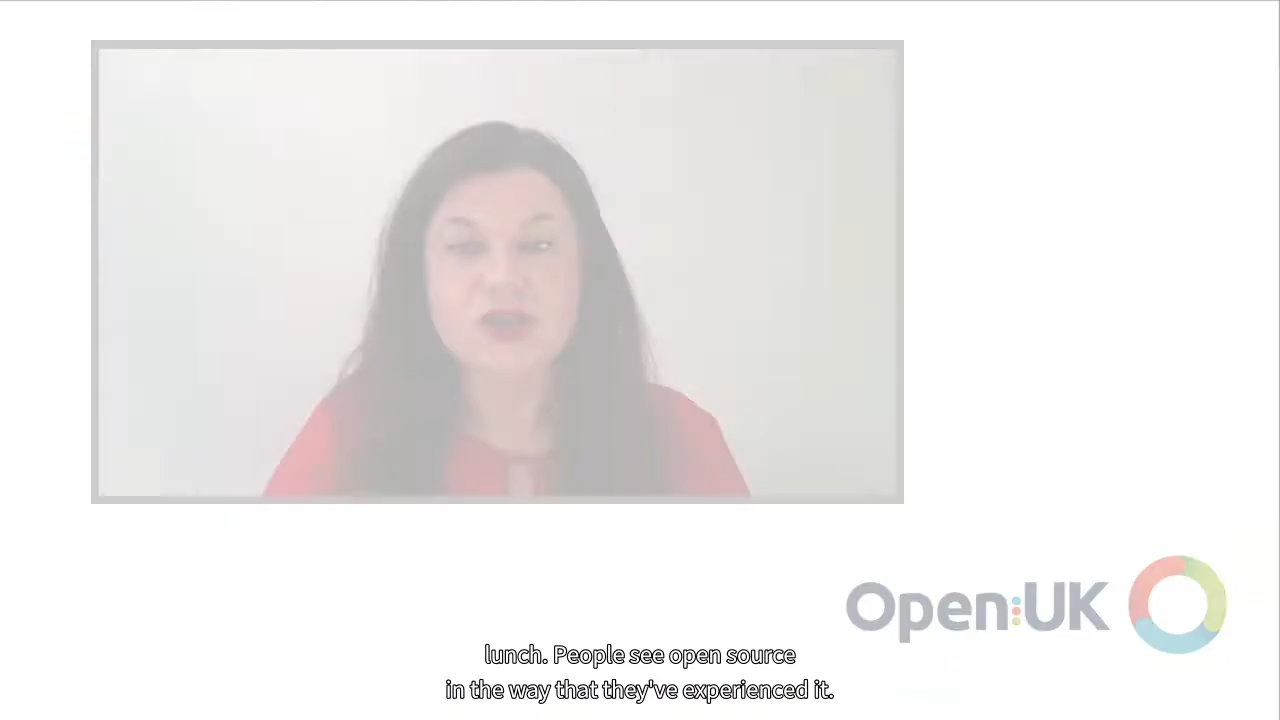 Open:UK
lunch. People see open source
in the way that they've experienced it.